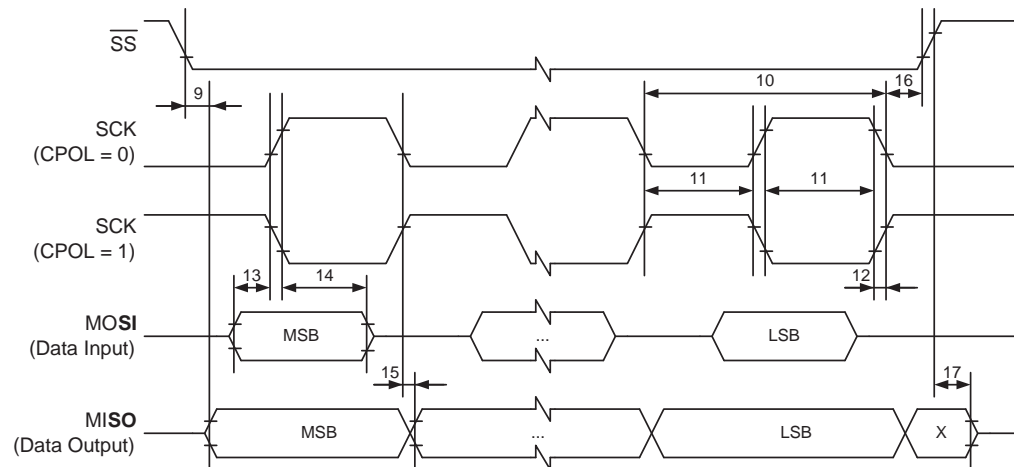 SS
9
10
16
SCK
(CPOL = 0)
11
11
SCK
(CPOL = 1)
13
14
12
MOSI
(Data Input)
MSB
...
LSB
15
17
MISO
(Data Output)
MSB
...
LSB
X